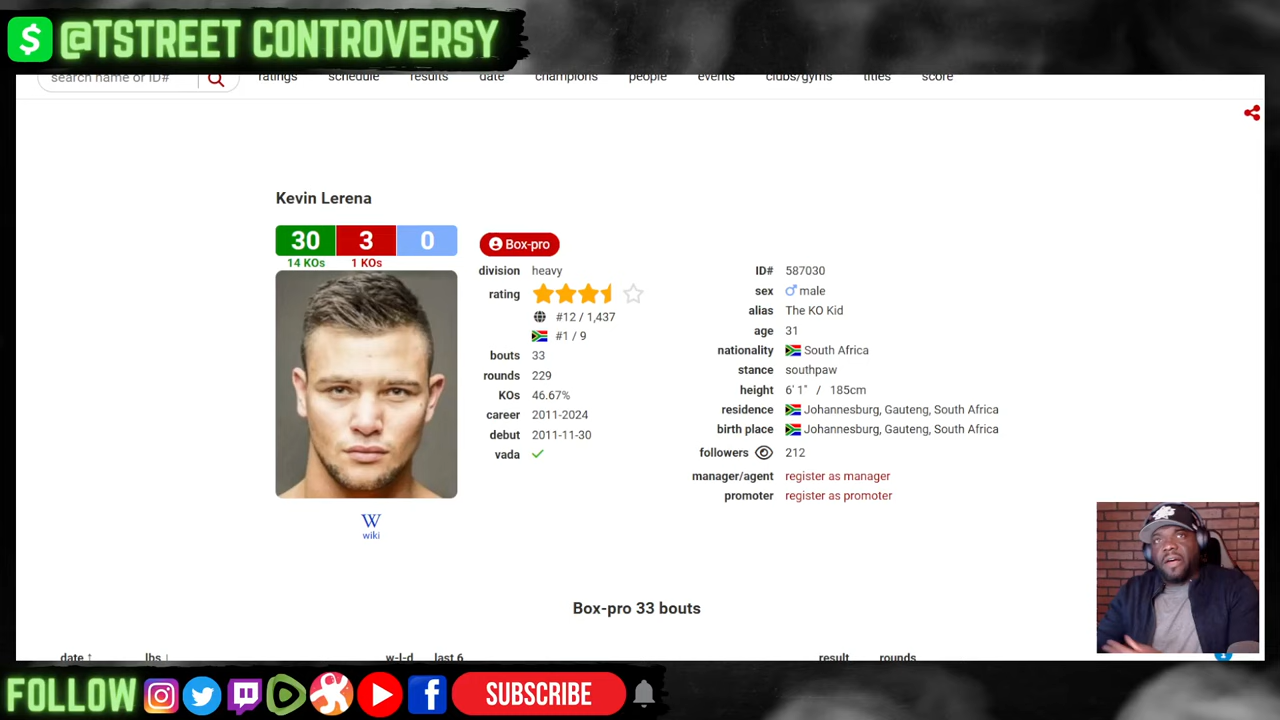 $ @TSTREET CONTROVERSY
search name or ID# ratings schedule results date champions people events clubs/gyms titles score
Kevin Lerena
30 3 0
14 KOs 1 KOs
Box-pro
division heavy
rating
#12 / 1,437
#1 / 9
bouts 33
rounds 229
KOs 46.67%
career 2011-2024
debut 2011-11-30
vada
ID# 587030
sex male
alias The KO Kid
age 31
nationality South Africa
stance southpaw
height 6' 1" / 185cm
residence Johannesburg, Gauteng, South Africa
birth place Johannesburg, Gauteng, South Africa
followers 212
manager/agent register as manager
promoter register as promoter
W
wiki
Box-pro 33 bouts
date ↑ lbs w-l-d last 6 result rounds
FOLLOW SUBSCRIBE